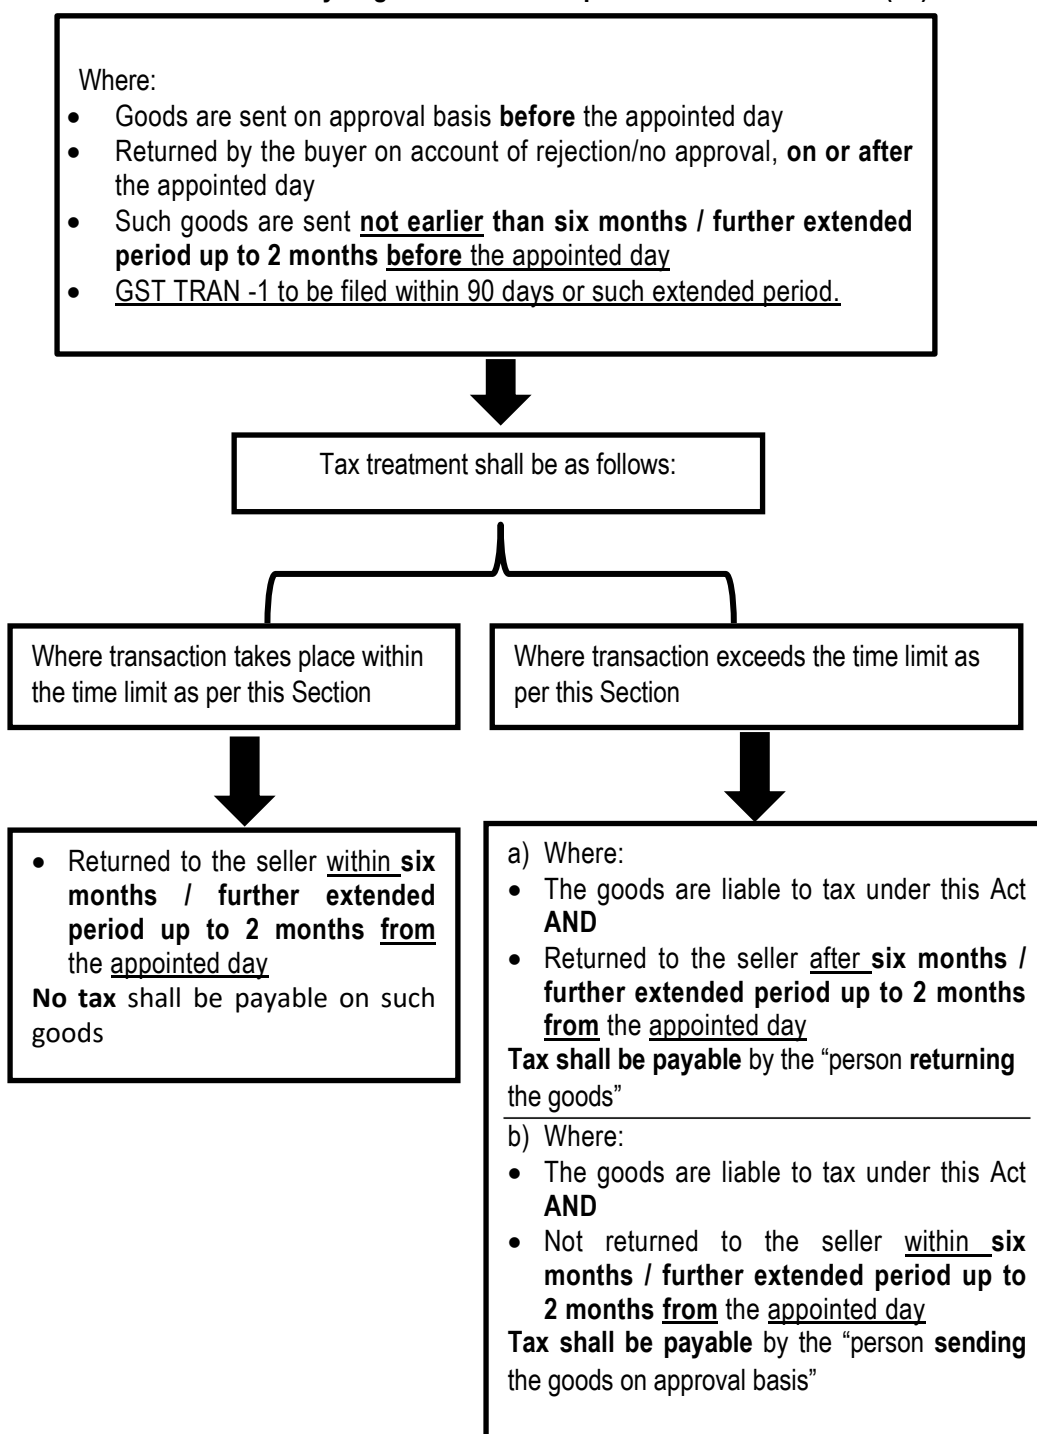 Where:
• Goods are sent on approval basis before the appointed day
• Returned by the buyer on account of rejection/no approval, on or after
the appointed day
• Such goods are sent not earlier than six months / further extended
period up to 2 months before the appointed day
• GST TRAN -1 to be filed within 90 days or such extended period.
Tax treatment shall be as follows:
Where transaction takes place within
the time limit as per this Section
Where transaction exceeds the time limit as
per this Section
• Returned to the seller within six
months / further extended
period up to 2 months from
the appointed day
No tax shall be payable on such
goods
a) Where:
• The goods are liable to tax under this Act
AND
• Returned to the seller after six months /
further extended period up to 2 months
from the appointed day
Tax shall be payable by the “person returning
the goods”
b) Where:
• The goods are liable to tax under this Act
AND
• Not returned to the seller within six
months / further extended period up to
2 months from the appointed day
Tax shall be payable by the “person sending
the goods on approval basis”